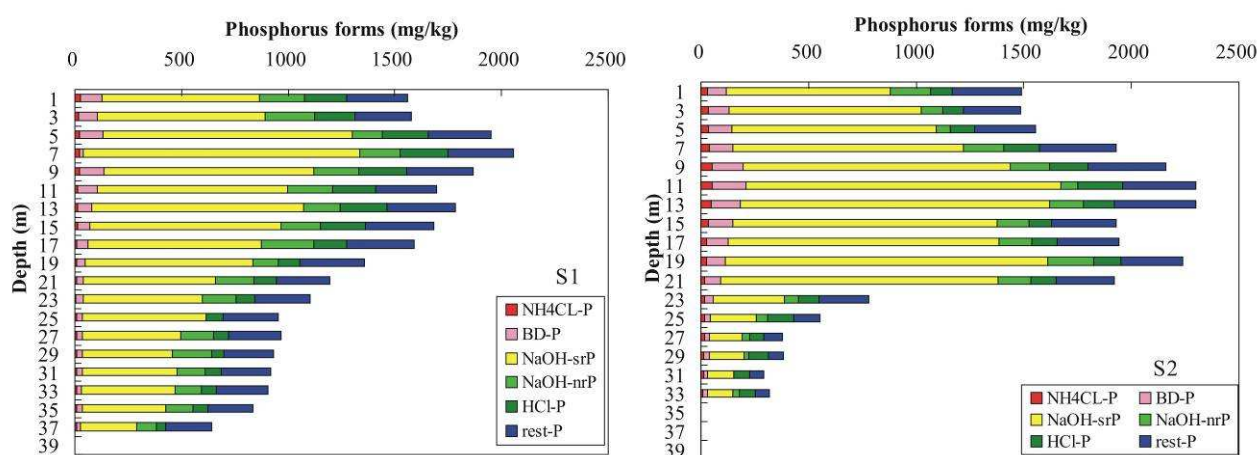 Phosphorus forms (mg/kg)
0 500 1000 1500 2000 2500
Depth (m)
1
3
5
7
9
11
13
15
17
19
21
23
25
27
29
31
33
35
37
39
S1
NH4CL-P
BD-P
NaOH-srP
NaOH-nrP
HCl-P
rest-P
Phosphorus forms (mg/kg)
0 500 1000 1500 2000 2500
Depth (m)
1
3
5
7
9
11
13
15
17
19
21
23
25
27
29
31
33
35
37
39
S2
NH4CL-P BD-P
NaOH-srP NaOH-nrP
HCl-P rest-P